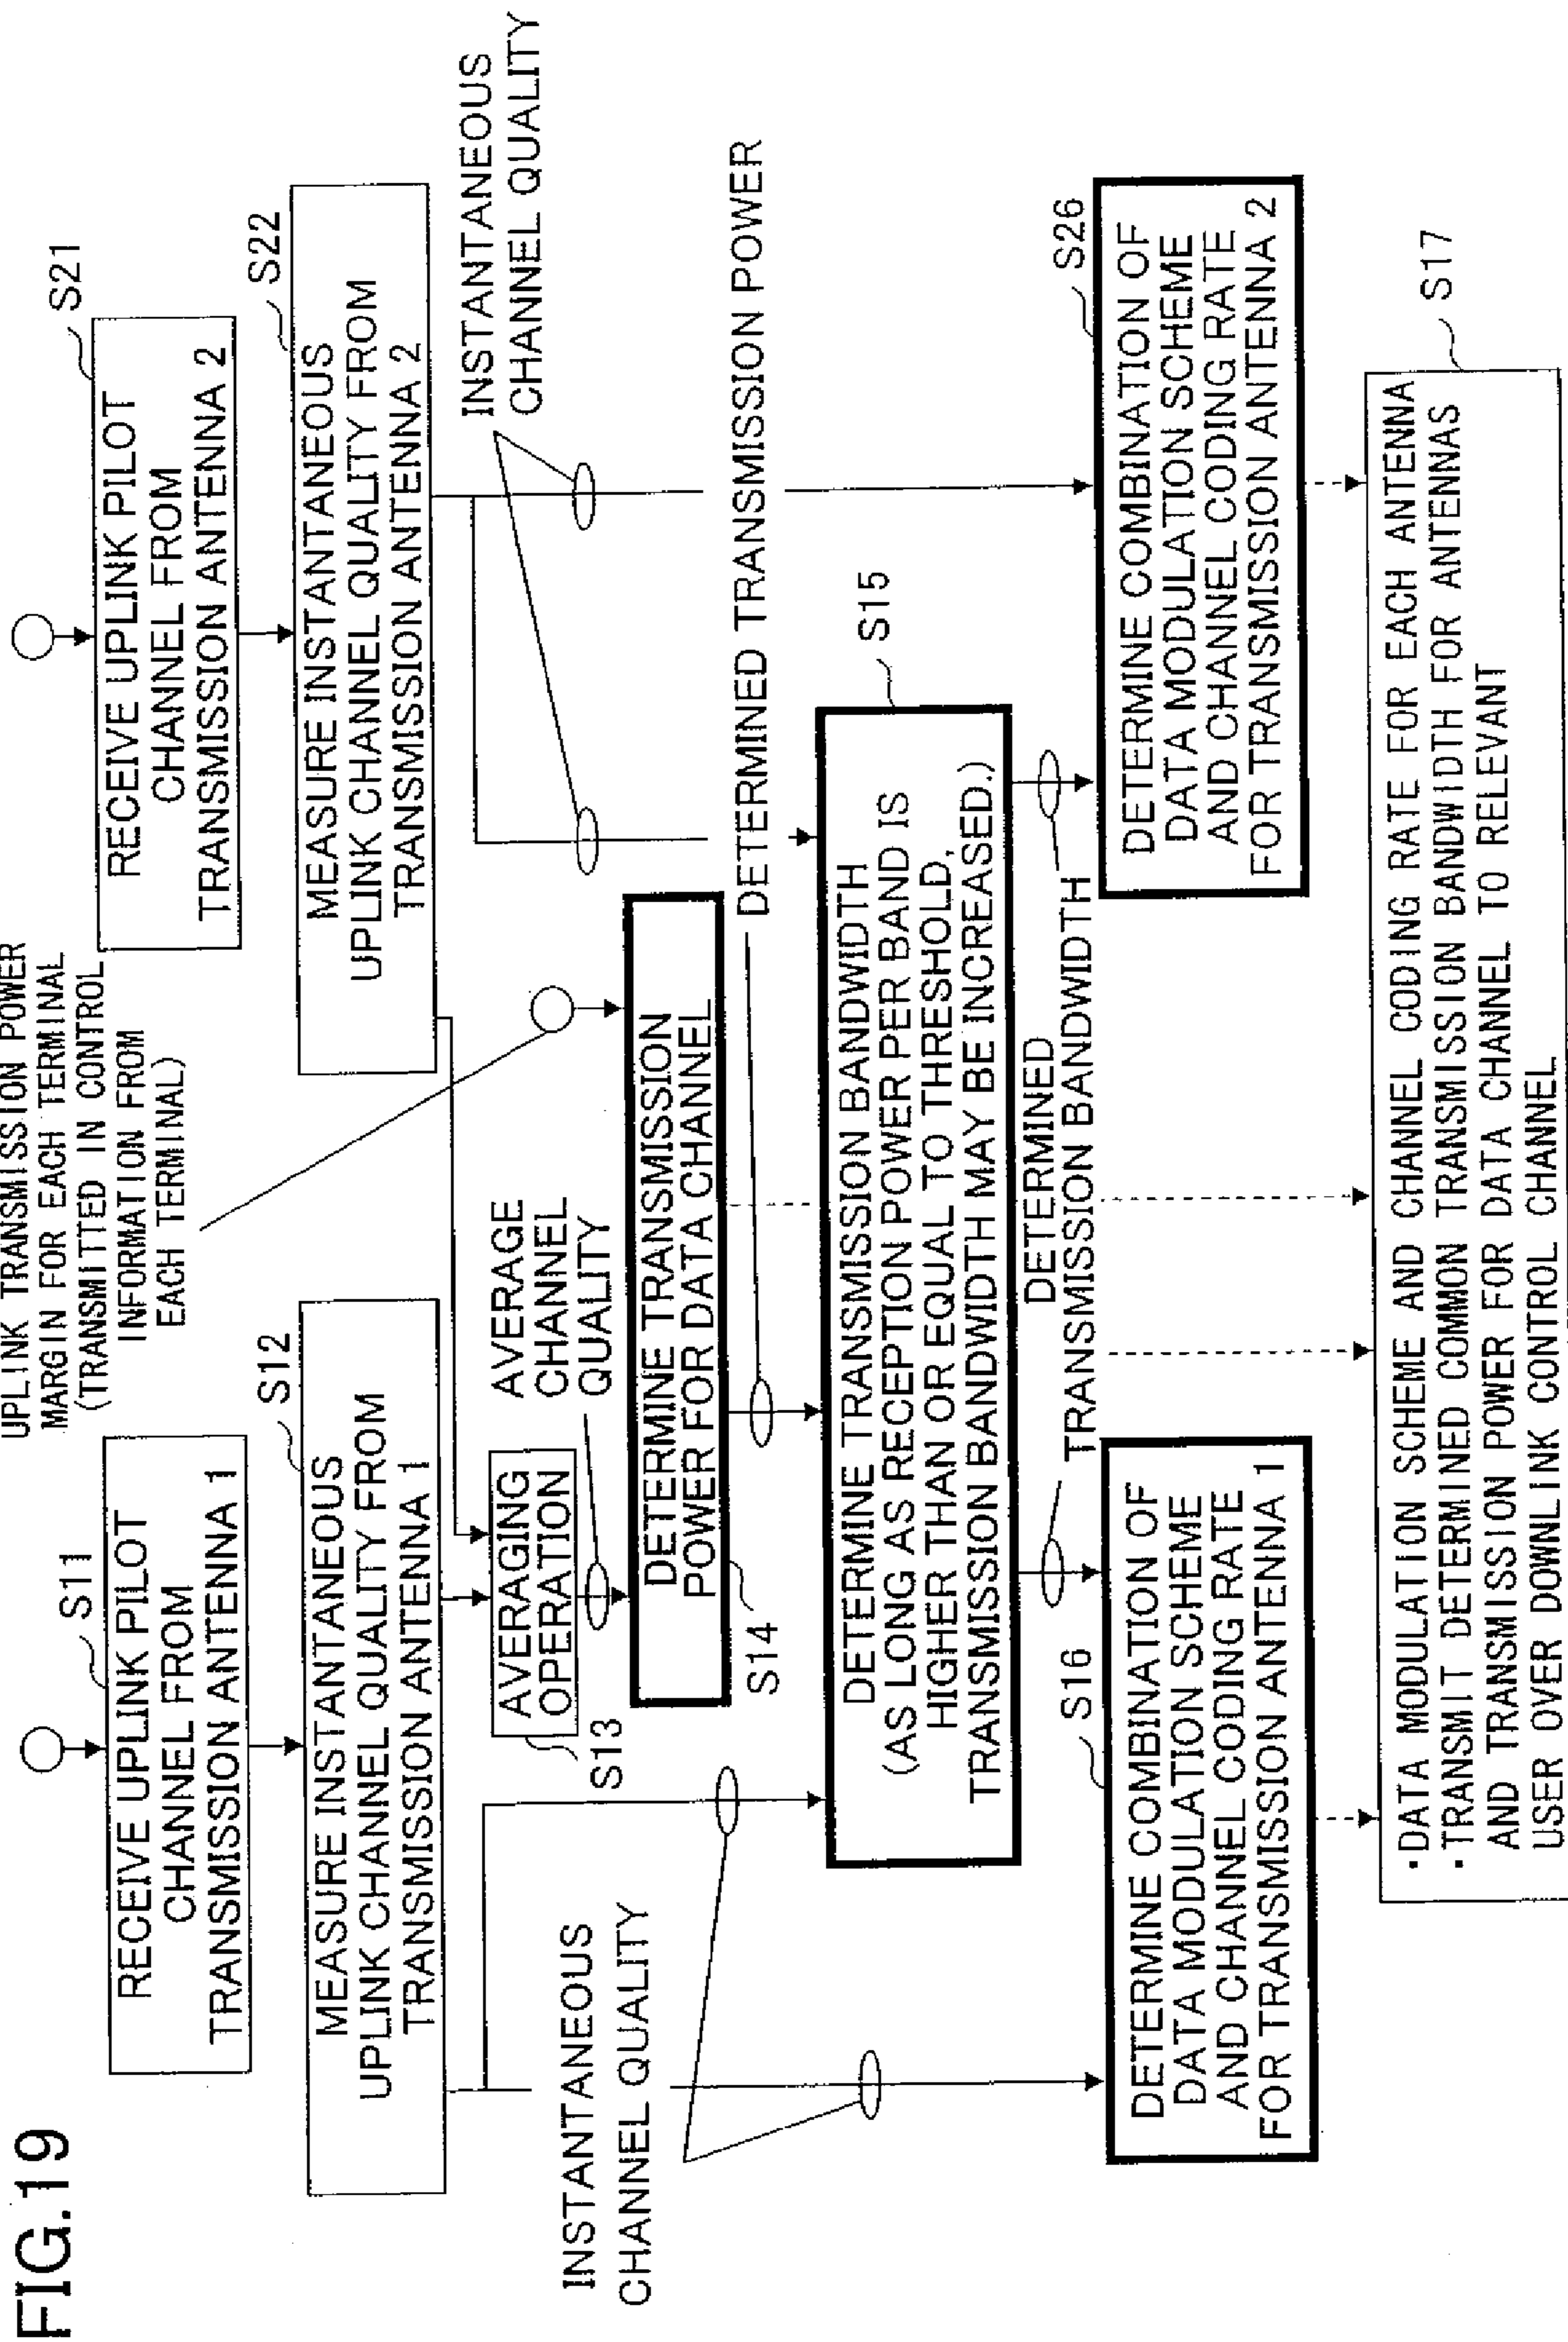 FIG.19
UPLINK TRANSMISSION POWER
MARGIN FOR EACH TERMINAL
(TRANSMITTED IN CONTROL
INFORMATION FROM
EACH TERMINAL)
S11
RECEIVE UPLINK PILOT
CHANNEL FROM
TRANSMISSION ANTENNA 1
S21
RECEIVE UPLINK PILOT
CHANNEL FROM
TRANSMISSION ANTENNA 2
S12
MEASURE INSTANTANEOUS
UPLINK CHANNEL QUALITY FROM
TRANSMISSION ANTENNA 1
S22
MEASURE INSTANTANEOUS
UPLINK CHANNEL QUALITY FROM
TRANSMISSION ANTENNA 2
AVERAGING
OPERATION
S13
AVERAGE
CHANNEL
QUALITY
INSTANTANEOUS
CHANNEL QUALITY
INSTANTANEOUS
CHANNEL QUALITY
DETERMINE TRANSMISSION
POWER FOR DATA CHANNEL
S14
DETERMINED TRANSMISSION POWER
S15
DETERMINE TRANSMISSION BANDWIDTH
(AS LONG AS RECEPTION POWER PER BAND IS
HIGHER THAN OR EQUAL TO THRESHOLD,
TRANSMISSION BANDWIDTH MAY BE INCREASED.)
DETERMINED
TRANSMISSION BANDWIDTH
S16
DETERMINE COMBINATION OF
DATA MODULATION SCHEME
AND CHANNEL CODING RATE
FOR TRANSMISSION ANTENNA 1
S26
DETERMINE COMBINATION OF
DATA MODULATION SCHEME
AND CHANNEL CODING RATE
FOR TRANSMISSION ANTENNA 2
S17
・DATA MODULATION SCHEME AND CHANNEL CODING RATE FOR EACH ANTENNA
・TRANSMIT DETERMINED COMMON TRANSMISSION BANDWIDTH FOR ANTENNAS
AND TRANSMISSION POWER FOR DATA CHANNEL TO RELEVANT
USER OVER DOWNLINK CONTROL CHANNEL